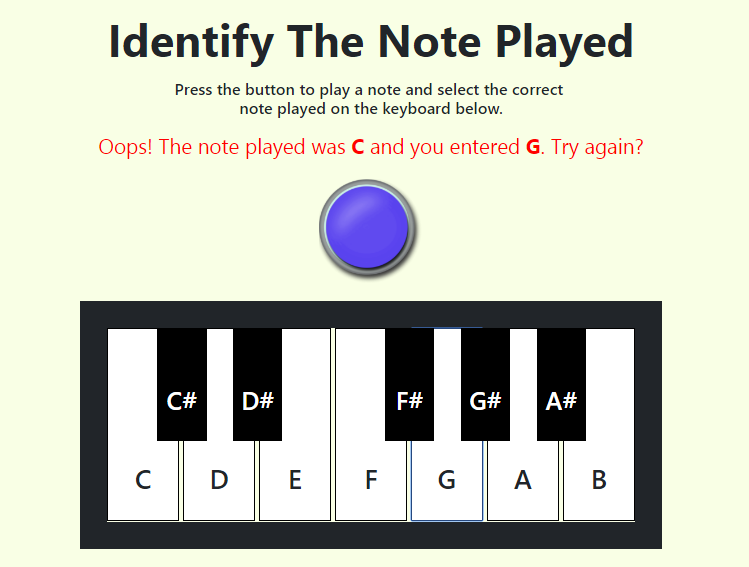 Identify The Note Played
Press the button to play a note and select the correct
note played on the keyboard below.
Oops! The note played was C and you entered G. Try again?
C# D# F# G# A#
C D E F G A B